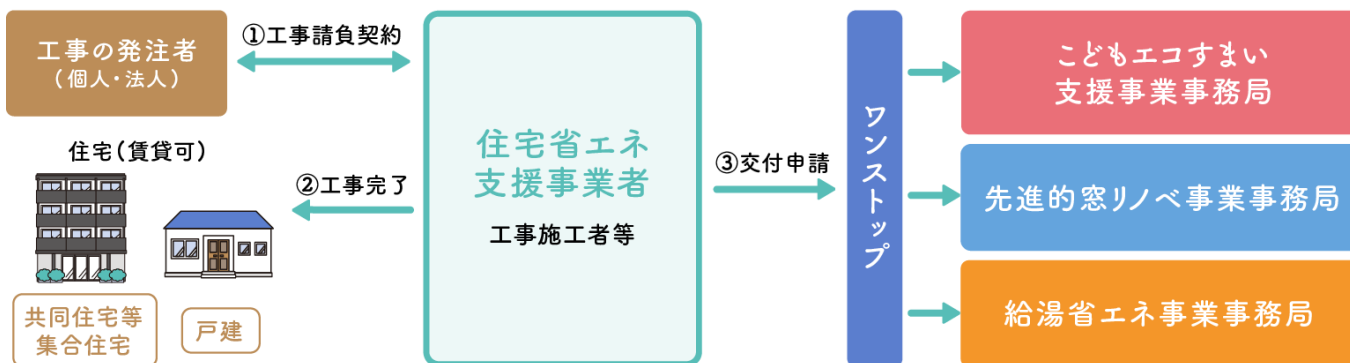 工事の発注者
(個人・法人)
①工事請負契約
住宅(賃貸可)
②工事完了
共同住宅等
集合住宅
戸建
住宅省エネ
支援事業者
工事施工者等
③交付申請
ワンストップ
こどもエコすまい
支援事業事務局
先進的窓リノベ事業事務局
給湯省エネ事業事務局